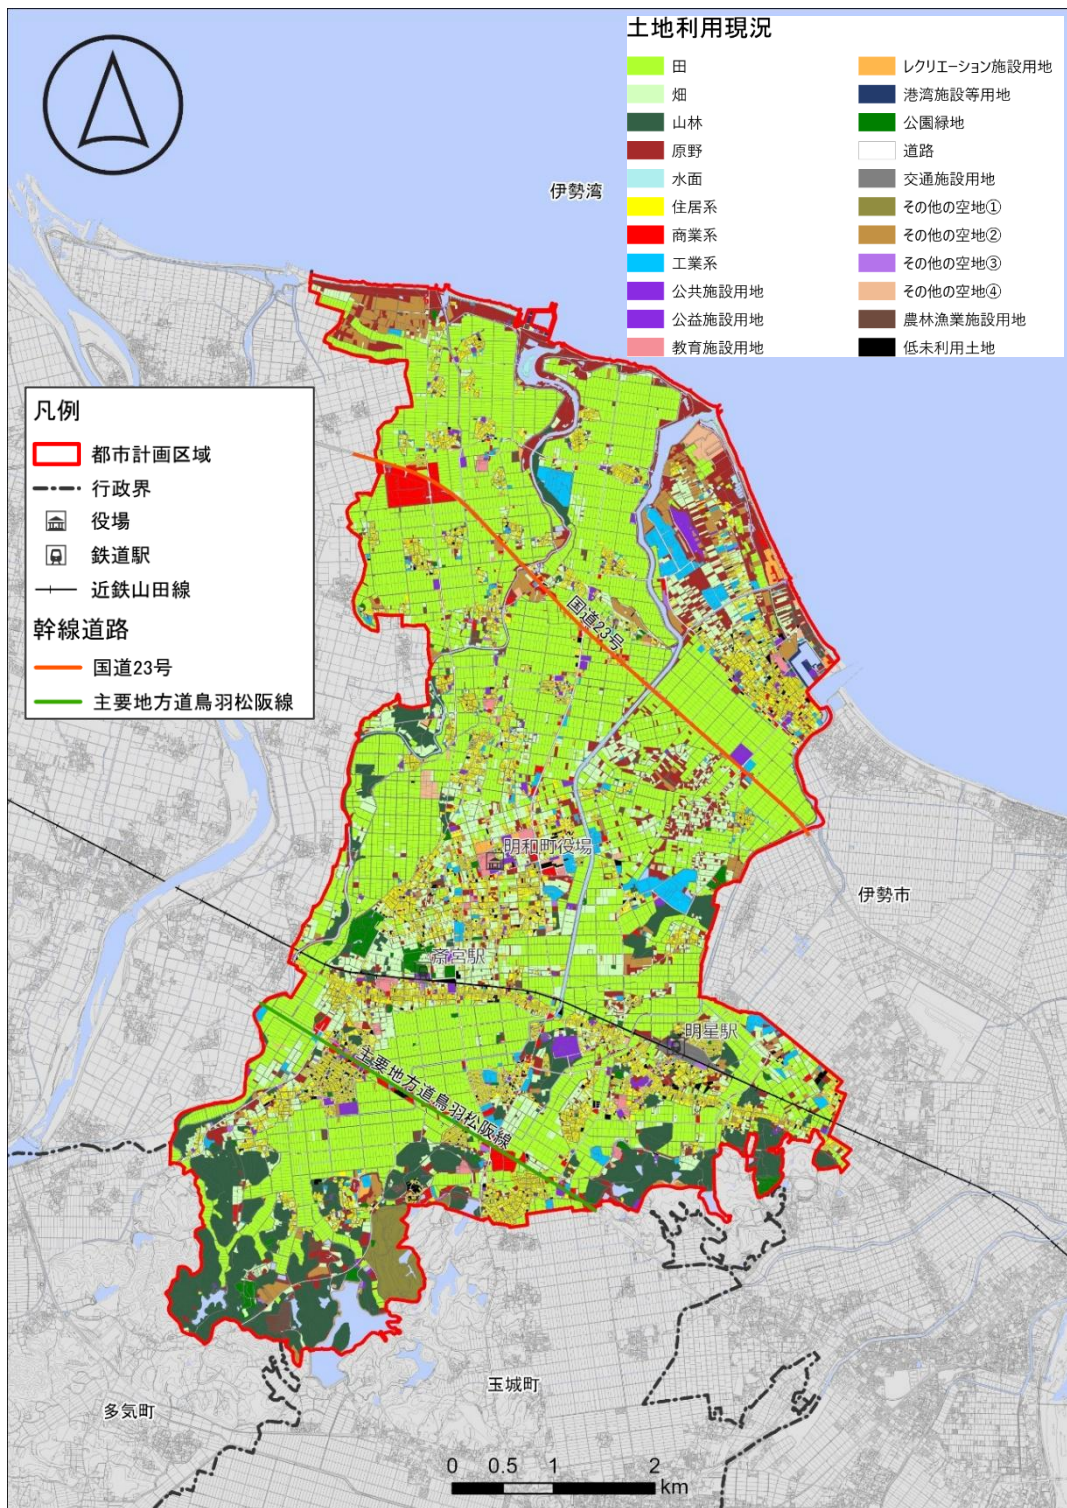 土地利用現況
田
畑
山林
原野
水面
住居系
商業系
工業系
公共施設用地
公益施設用地
教育施設用地
レクリエーション施設用地
港湾施設等用地
公園緑地
道路
交通施設用地
その他の空地①
その他の空地②
その他の空地③
その他の空地④
農林漁業施設用地
低未利用土地
伊勢湾
凡例
都市計画区域
行政界
役場
鉄道駅
近鉄山田線
幹線道路
国道23号
主要地方道鳥羽松阪線
国道23号
明和町役場
伊勢市
斎宮駅
明星駅
主要地方道鳥羽松阪線
玉城町
多気町
0 0.5 1 2
km